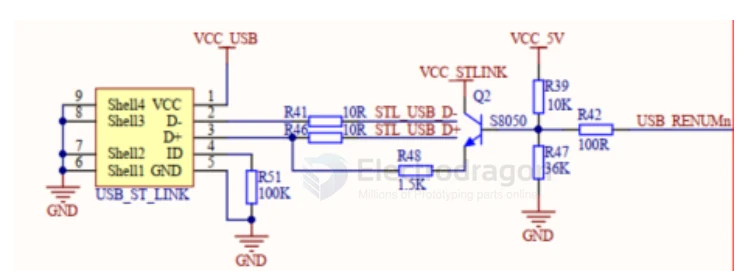 VCC_USB
VCC_5V
VCC_STLINK
Q2
R39
10K
9 Shell4 VCC 1
8 Shell3 D- 2
D+ 3
7 Shell2 ID 4
6 Shell1 GND 5
R41 10R STL_USB_D-
R46 10R STL_USB_D+
S8050
R42
100R
USB_RENUMn
R48
1.5K
R47
36K
R51
100K
USB_ST_LINK
GND
GND
GND
Electrodragon
Millions of Prototyping parts online